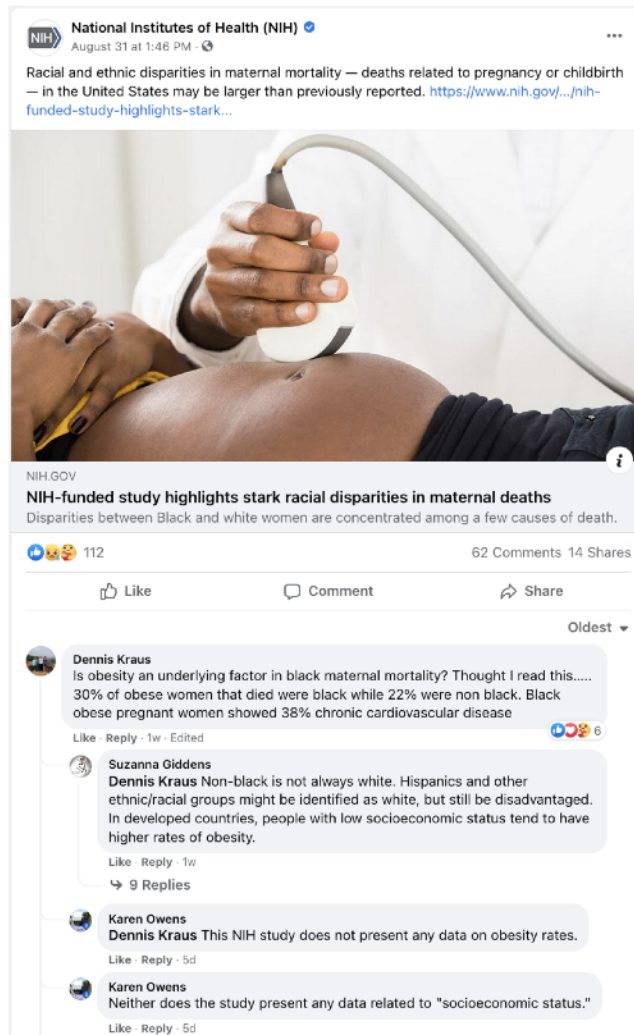 NIH
National Institutes of Health (NIH)
August 31 at 1:46 PM ·
Racial and ethnic disparities in maternal mortality — deaths related to pregnancy or childbirth
— in the United States may be larger than previously reported. https://www.nih.gov/.../nih-
funded-study-highlights-stark...
NIH.GOV
NIH-funded study highlights stark racial disparities in maternal deaths
Disparities between Black and white women are concentrated among a few causes of death.
112
62 Comments 14 Shares
Like Comment Share
Oldest
Dennis Kraus
Is obesity an underlying factor in black maternal mortality? Thought I read this.....
30% of obese women that died were black while 22% were non black. Black
obese pregnant women showed 38% chronic cardiovascular disease
6
Like · Reply · 1w · Edited
Suzanna Giddens
Dennis Kraus Non-black is not always white. Hispanics and other
ethnic/racial groups might be identified as white, but still be disadvantaged.
In developed countries, people with low socioeconomic status tend to have
higher rates of obesity.
Like · Reply · 1w
9 Replies
Karen Owens
Dennis Kraus This NIH study does not present any data on obesity rates.
Like · Reply · 5d
Karen Owens
Neither does the study present any data related to "socioeconomic status."
Like · Reply · 5d